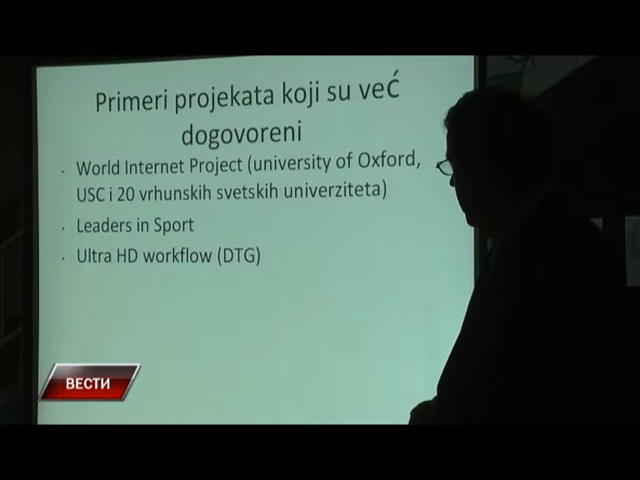 Primeri projekata koji su već
dogovoreni
· World Internet Project (university of Oxford,
USC i 20 vrhunskih svetskih univerziteta)
· Leaders in Sport
· Ultra HD workflow (DTG)
ВЕСТИ